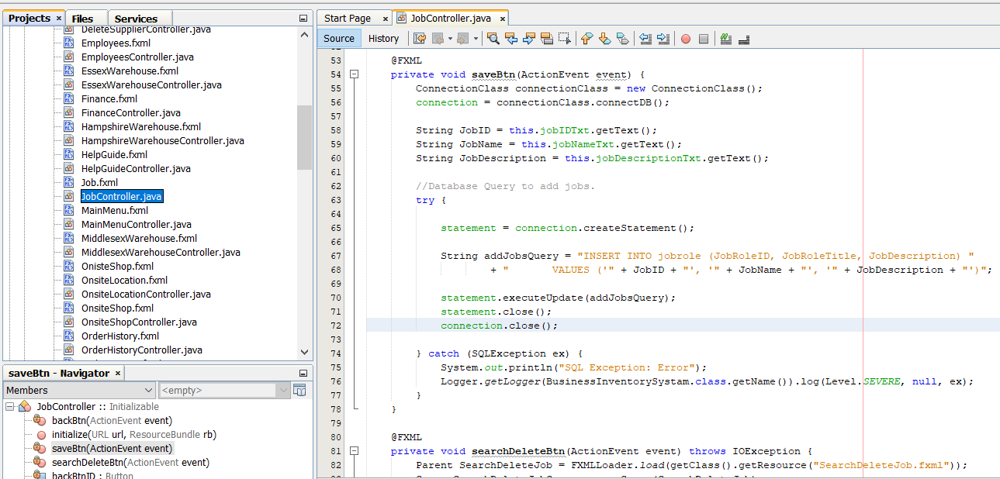 Projects × Files Services
DeleteSupplierController.java
Employees.fxml
EmployeesController.java
EssexWarehouse.fxml
EssexWarehouseController.java
Finance.fxml
FinanceController.java
HampshireWarehouse.fxml
HampshireWarehouseController.java
HelpGuide.fxml
HelpGuideController.java
Job.fxml
JobController.java
MainMenu.fxml
MainMenuController.java
MiddlesexWarehouse.fxml
MiddlesexWarehouseController.java
OnisteShop.fxml
OnsiteLocation.fxml
OnsiteLocationController.java
OnsiteShop.fxml
OnsiteShopController.java
OrderHistory.fxml
OrderHistoryController.java
saveBtn - Navigator ×
Members <empty>
JobController :: Initializable
backBtn(ActionEvent event)
initialize(URL url, ResourceBundle rb)
saveBtn(ActionEvent event)
searchDeleteBtn(ActionEvent event)
backBtnID : Button
Start Page × JobController.java ×
Source History
53 @FXML
54 private void saveBtn(ActionEvent event) {
55 ConnectionClass connectionClass = new ConnectionClass();
56 connection = connectionClass.connectDB();
57
58 String JobID = this.jobIDTxt.getText();
59 String JobName = this.jobNameTxt.getText();
60 String JobDescription = this.jobDescriptionTxt.getText();
61
62 //Database Query to add jobs.
63 try {
64
65 statement = connection.createStatement();
66
67 String addJobsQuery = "INSERT INTO jobrole (JobRoleID, JobRoleTitle, JobDescription) "
68 + " VALUES ('" + JobID + "', '" + JobName + "', '" + JobDescription + "')";
69
70 statement.executeUpdate(addJobsQuery);
71 statement.close();
72 connection.close();
73
74 } catch (SQLException ex) {
75 System.out.println("SQL Exception: Error");
76 Logger.getLogger(BusinessInventorySystam.class.getName()).log(Level.SEVERE, null, ex);
77 }
78 }
79
80 @FXML
81 private void searchDeleteBtn(ActionEvent event) throws IOException {
82 Parent SearchDeleteJob = FXMLLoader.load(getClass().getResource("SearchDeleteJob.fxml"));